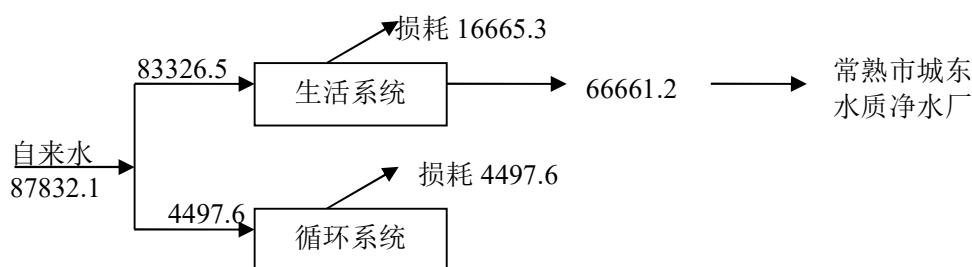 损耗 16665.3
83326.5
生活系统
66661.2
常熟市城东
水质净水厂
自来水
87832.1
损耗 4497.6
4497.6
循环系统